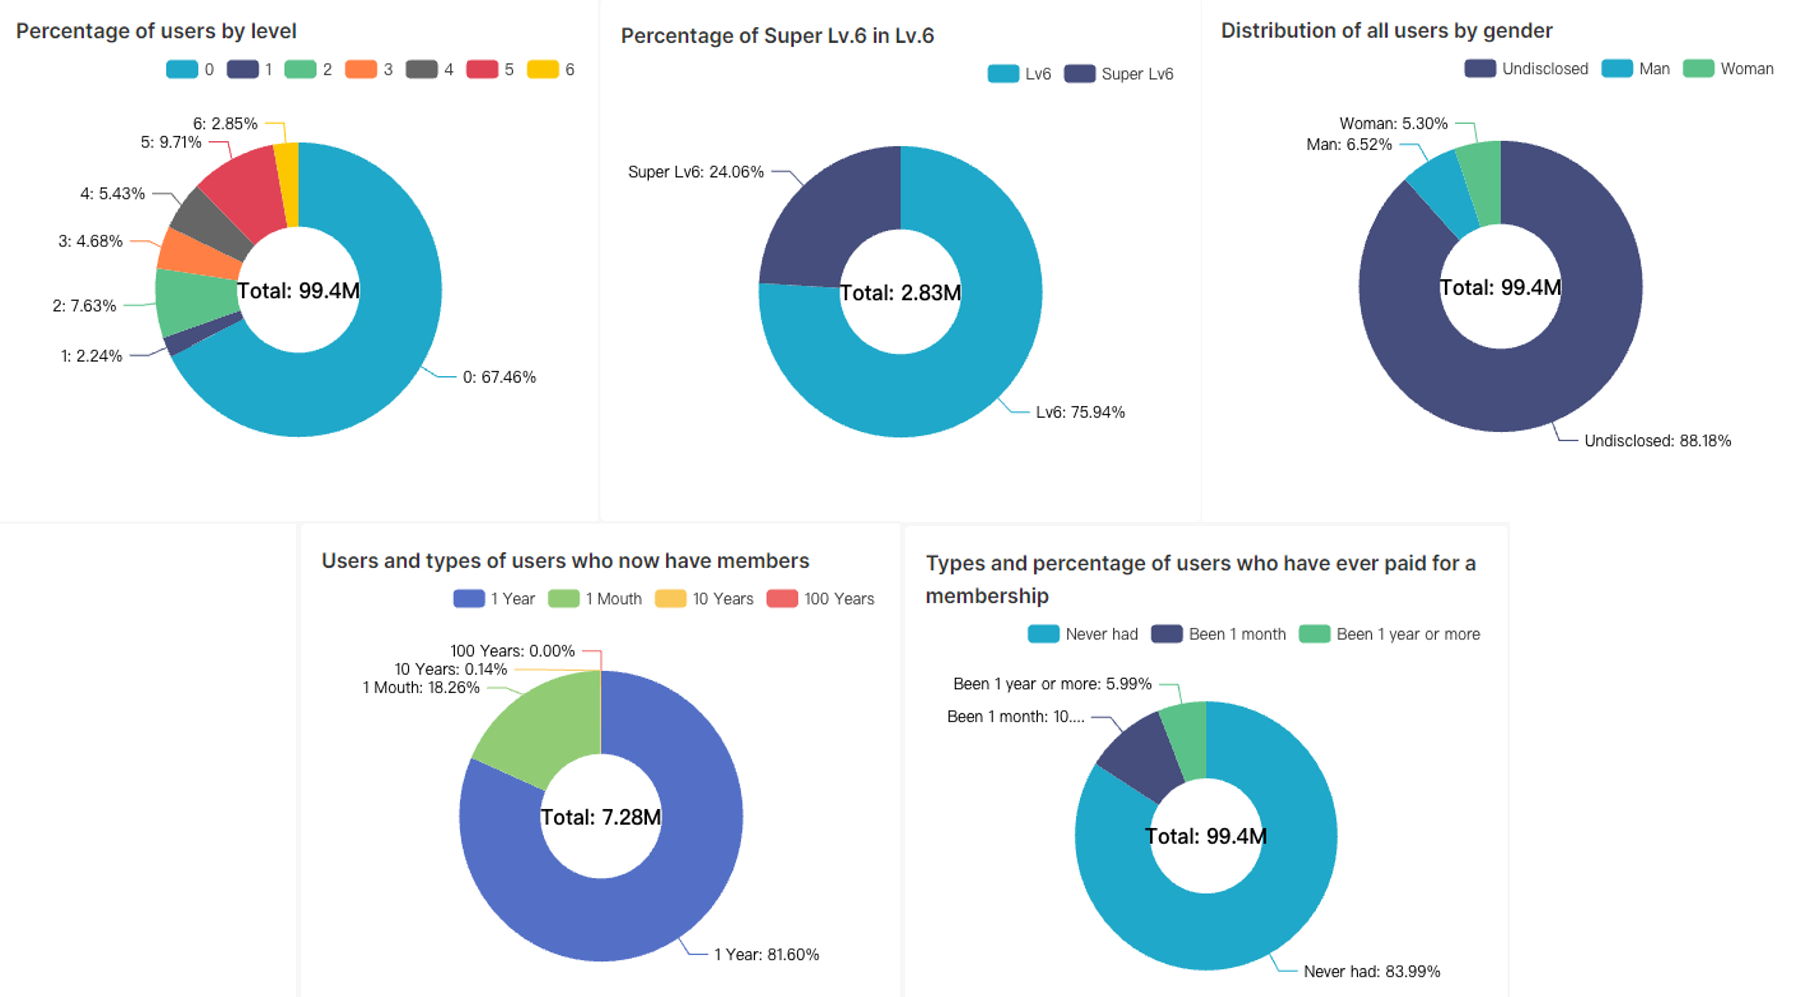 Percentage of users by level
0 1 2 3 4 5 6
6: 2.85%
5: 9.71%
4: 5.43%
3: 4.68%
2: 7.63%
1: 2.24%
Total: 99.4M
0: 67.46%
Percentage of Super Lv.6 in Lv.6
Lv6 Super Lv6
Super Lv6: 24.06%
Total: 2.83M
Lv6: 75.94%
Distribution of all users by gender
Undisclosed Man Woman
Woman: 5.30%
Man: 6.52%
Total: 99.4M
Undisclosed: 88.18%
Users and types of users who now have members
1 Year 1 Mouth 10 Years 100 Years
100 Years: 0.00%
10 Years: 0.14%
1 Mouth: 18.26%
Total: 7.28M
1 Year: 81.60%
Types and percentage of users who have ever paid for a
membership
Never had Been 1 month Been 1 year or more
Been 1 year or more: 5.99%
Been 1 month: 10....
Total: 99.4M
Never had: 83.99%